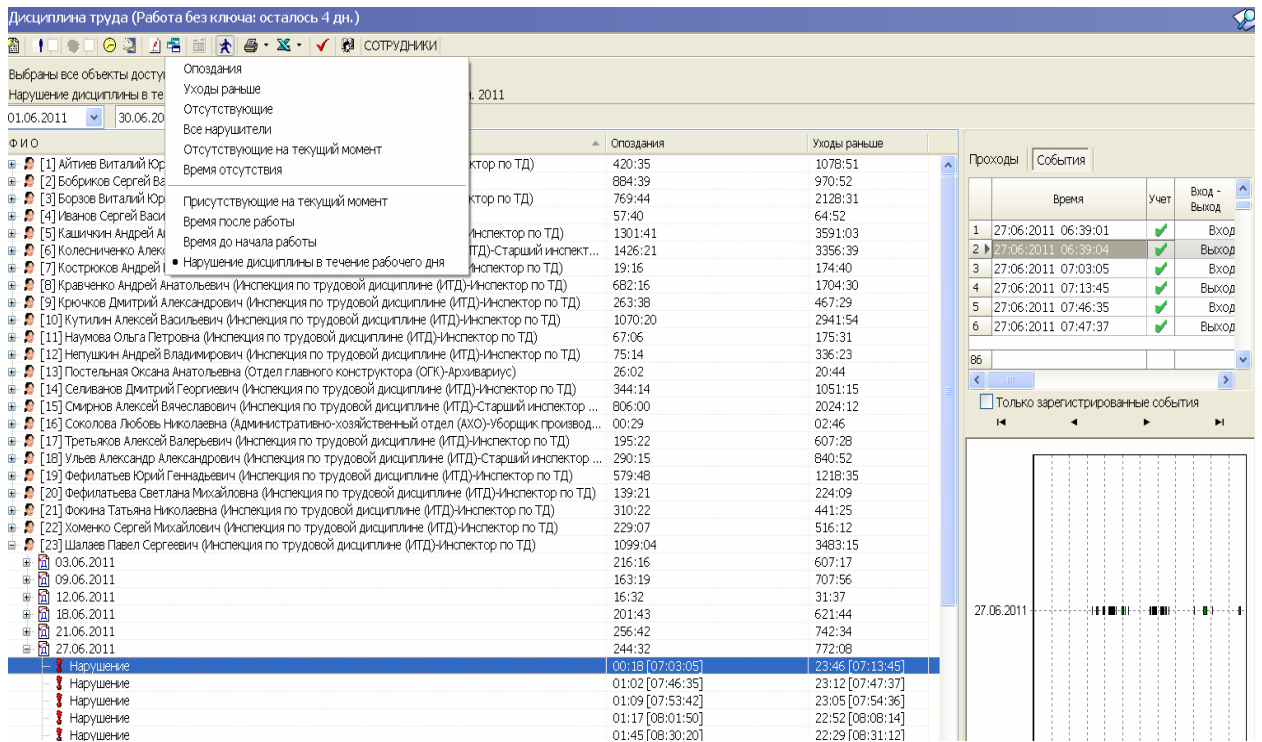 Дисциплина труда (Работа без ключа: осталось 4 дн.)
СОТРУДНИКИ
Выбраны все объекты досту
Нарушение дисциплины в те
. 2011
01.06.2011
30.06.20
Опоздания
Уходы раньше
Отсутствующие
Все нарушители
Отсутствующие на текущий момент
Время отсутствия
Присутствующие на текущий момент
Время после работы
Время до начала работы
Нарушение дисциплины в течение рабочего дня
Ф И О Опоздания Уходы раньше
[1] Айтиев Виталий Юр ктор по ТД) 420:35 1078:51
[2] Бобриков Сергей Ва 884:39 970:52
[3] Борзов Виталий Юр ктор по ТД) 769:44 2128:31
[4] Иванов Сергей Васи 57:40 64:52
[5] Кашичкин Андрей А Инспектор по ТД) 1301:41 3591:03
[6] Колесниченко Алекс ТД)-Старший инспект... 1426:21 3356:39
[7] Кострюков Андрей Инспектор по ТД) 19:16 174:40
[8] Кравченко Андрей Анатольевич (Инспекция по трудовой дисциплине (ИТД)-Инспектор по ТД) 682:16 1704:30
[9] Крючков Дмитрий Александрович (Инспекция по трудовой дисциплине (ИТД)-Инспектор по ТД) 263:38 467:29
[10] Кутилин Алексей Васильевич (Инспекция по трудовой дисциплине (ИТД)-Инспектор по ТД) 1070:20 2941:54
[11] Наумова Ольга Петровна (Инспекция по трудовой дисциплине (ИТД)-Инспектор по ТД) 67:06 175:31
[12] Непушкин Андрей Владимирович (Инспекция по трудовой дисциплине (ИТД)-Инспектор по ТД) 75:14 336:23
[13] Постельная Оксана Анатольевна (Отдел главного конструктора (ОГК)-Архивариус) 26:02 20:44
[14] Селиванов Дмитрий Георгиевич (Инспекция по трудовой дисциплине (ИТД)-Инспектор по ТД) 344:14 1051:15
[15] Смирнов Алексей Вячеславович (Инспекция по трудовой дисциплине (ИТД)-Старший инспектор ... 806:00 2024:12
[16] Соколова Любовь Николаевна (Административно-хозяйственный отдел (АХО)-Уборщик производ... 00:29 02:46
[17] Третьяков Алексей Валерьевич (Инспекция по трудовой дисциплине (ИТД)-Инспектор по ТД) 195:22 607:28
[18] Ульев Александр Александрович (Инспекция по трудовой дисциплине (ИТД)-Старший инспектор ... 290:15 840:52
[19] Фефилатьев Юрий Геннадьевич (Инспекция по трудовой дисциплине (ИТД)-Инспектор по ТД) 579:48 1218:35
[20] Фефилатьева Светлана Михайловна (Инспекция по трудовой дисциплине (ИТД)-Инспектор по ТД) 139:21 224:09
[21] Фокина Татьяна Николаевна (Инспекция по трудовой дисциплине (ИТД)-Инспектор по ТД) 310:22 441:25
[22] Хоменко Сергей Михайлович (Инспекция по трудовой дисциплине (ИТД)-Инспектор по ТД) 229:07 516:12
[23] Шалаев Павел Сергеевич (Инспекция по трудовой дисциплине (ИТД)-Инспектор по ТД) 1099:04 3483:15
03.06.2011 216:16 607:17
09.06.2011 163:19 707:56
12.06.2011 16:32 31:37
18.06.2011 201:43 621:44
21.06.2011 256:42 742:34
27.06.2011 244:32 772:08
Нарушение 00:18 [07:03:05] 23:46 [07:13:45]
Нарушение 01:02 [07:46:35] 23:12 [07:47:37]
Нарушение 01:09 [07:53:42] 23:05 [07:54:36]
Нарушение 01:17 [08:01:50] 22:52 [08:08:14]
Нарушение 01:45 [08:30:20] 22:29 [08:31:12]
Проходы События
Время Учет Вход - Выход
1 27:06:2011 06:39:01 Вход
2 27:06:2011 06:39:04 Выход
3 27:06:2011 07:03:05 Вход
4 27:06:2011 07:13:45 Выход
5 27:06:2011 07:46:35 Вход
6 27:06:2011 07:47:37 Выход
86
Только зарегистрированные события
27.06.2011